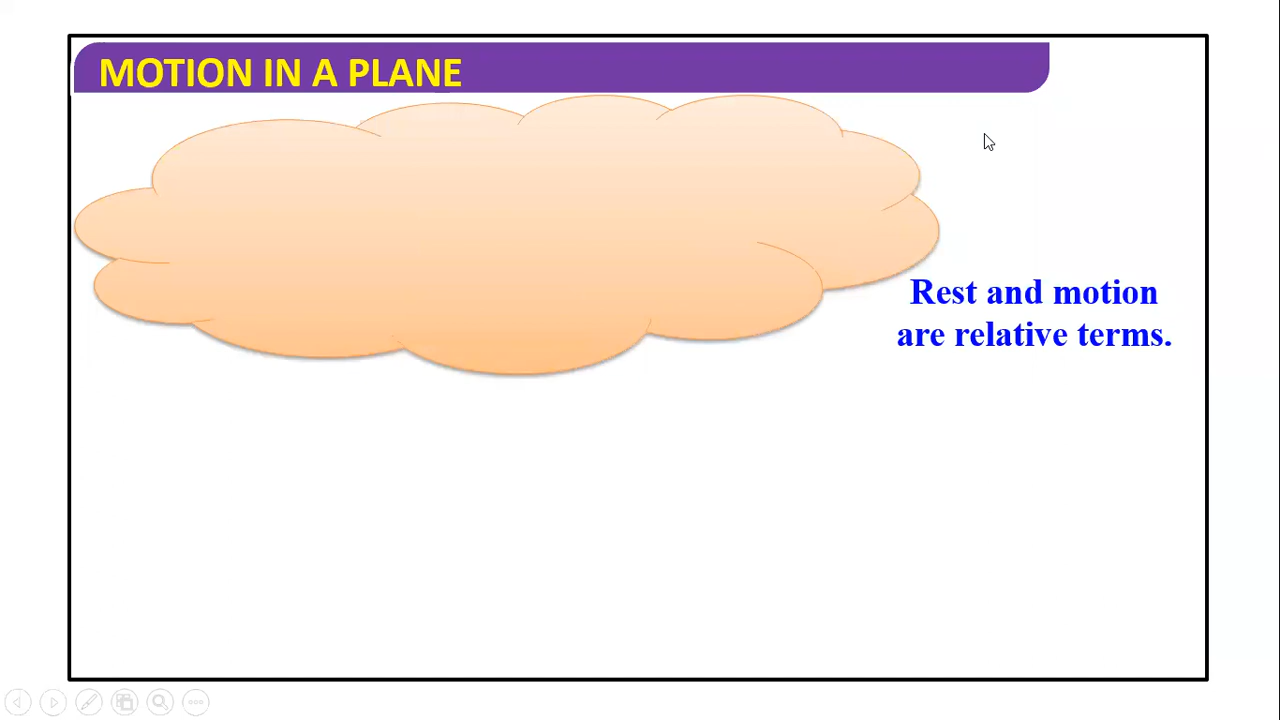 MOTION IN A PLANE
Rest and motion
are relative terms.